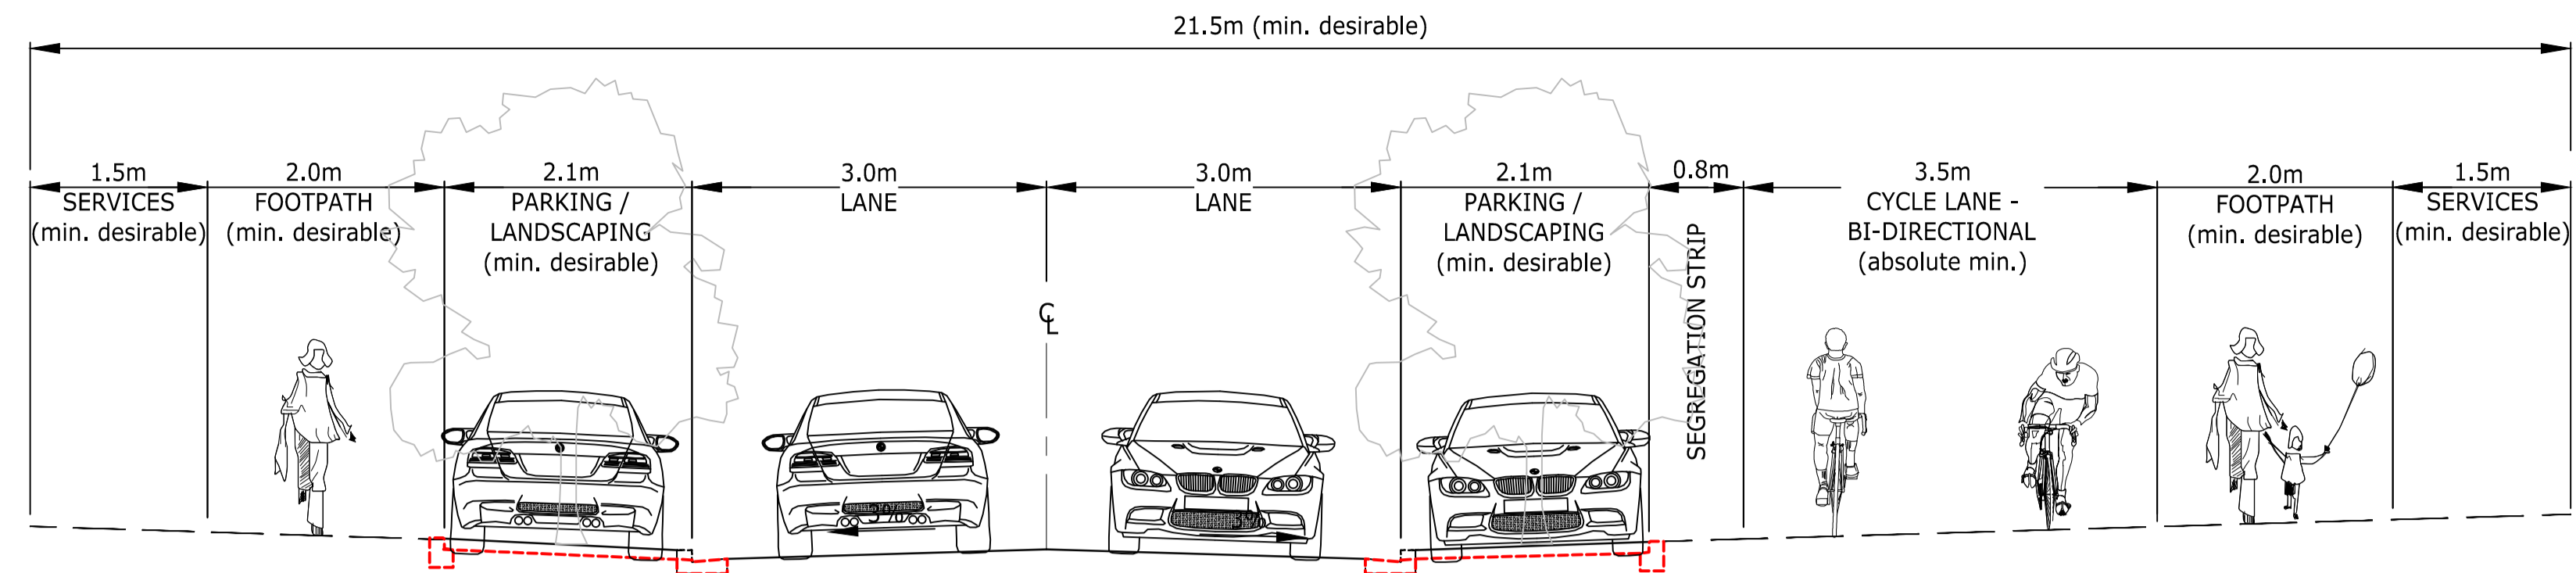 21.5m (min. desirable)
1.5m
SERVICES
(min. desirable)
2.0m
FOOTPATH
(min. desirable)
2.1m
PARKING /
LANDSCAPING
(min. desirable)
3.0m
LANE
3.0m
LANE
2.1m
PARKING /
LANDSCAPING
(min. desirable)
0.8m
SEGREGATION STRIP
3.5m
CYCLE LANE -
BI-DIRECTIONAL
(absolute min.)
2.0m
FOOTPATH
(min. desirable)
1.5m
SERVICES
(min. desirable)
CL
3%
3%